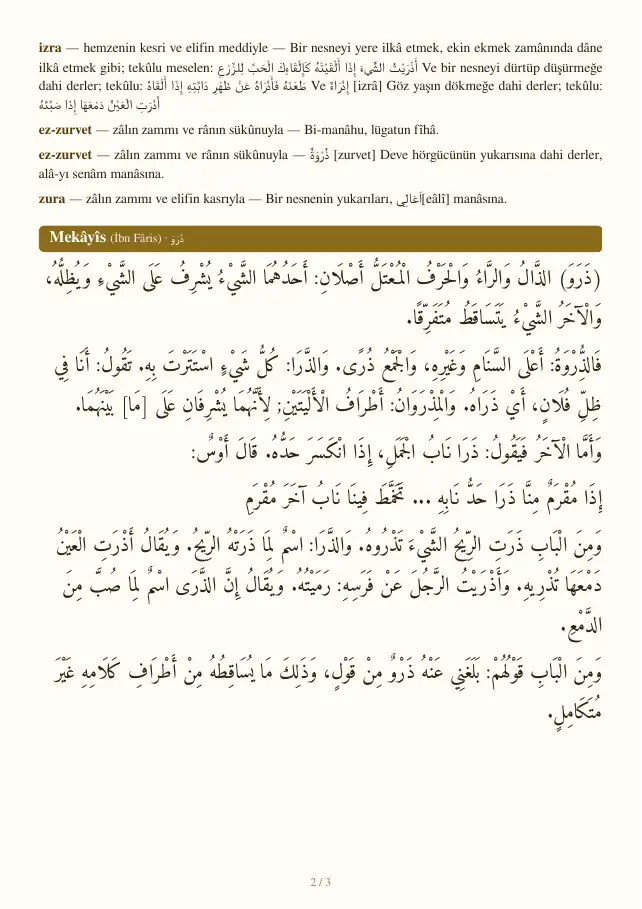 izra — hemzenin kesri ve elifin meddiyle — Bir nesneyi yere ilkâ etmek, ekin ekmek zamânında dâne
ilkâ etmek gibi; tekûlu meselen: أَذْرَيْتُ الشَّيْءَ إِذَا أَلْقَيْتَهُ كَإِلْقَاءِكَ الْحَبَّ لِلزَّرْعِ Ve bir nesneyi dürtüp düşürmeğe
dahi derler; tekûlu: طَعَنَهُ فَأَذْرَاهُ عَنْ ظَهْرِ دَابَّتِهِ إِذَا أَلْقَاهُ Ve إِذْرَاءٌ [izrâ] Göz yaşın dökmeğe dahi derler; tekûlu:
أَذْرَتِ الْعَيْنُ دَمْعَهَا إِذَا صَبَّتْهُ
ez-zurvet — zâlın zammı ve rânın sükûnuyla — Bi-manâhu, lügatun fîhâ.
ez-zurvet — zâlın zammı ve rânın sükûnuyla — ذُرْوَةٌ [zurvet] Deve hörgücünün yukarısına dahi derler,
alâ-yı senâm manâsına.
zura — zâlın zammı ve elifin kasrıyla — Bir nesnenin yukarıları, أَعَالِي[eâlî] manâsına.
Mekâyîs (İbn Fâris) · ذَرَوَ
(ذَرَوَ) الذَّالُ وَالرَّاءُ وَالْحَرْفُ الْمُعْتَلُّ أَصْلَانِ: أَحَدُهُمَا الشَّيْءُ يُشْرِفُ عَلَى الشَّيْءِ وَيُظِلُّهُ،
وَالْآخَرُ الشَّيْءُ يَتَسَاقَطُ مُتَفَرِّقًا.
فَالذِّرْوَةُ: أَعْلَى السَّنَامِ وَغَيْرِهِ، وَالْجَمْعُ ذُرًى. وَالذَّرَا: كُلُّ شَيْءٍ اسْتَتَرْتَ بِهِ. تَقُولُ: أَنَا فِي
ظِلِّ فُلَانٍ، أَيْ ذَرَاهُ. وَالْمِذْرَوَانُ: أَطْرَافُ الْأَلْيَتَيْنِ; لِأَنَّهُمَا يُشْرِفَانِ عَلَى [مَا] بَيْنَهُمَا.
وَأَمَّا الْآخَرُ فَيَقُولُ: ذَرَا نَابُ الْجَمَلِ، إِذَا انْكَسَرَ حَدُّهُ. قَالَ أَوْسٌ:
إِذَا مُقْرَمٌ مِنَّا ذَرَا حَدُّ نَابِهِ ... تَخَمَّطَ فِينَا نَابُ آخَرَ مُقْرَمِ
وَمِنَ الْبَابِ ذَرَتِ الرِّيحُ الشَّيْءَ تَذْرُوهُ. وَالذَّرَا: اسْمٌ لِمَا ذَرَتْهُ الرِّيحُ. وَيُقَالُ أَذْرَتِ الْعَيْنُ
دَمْعَهَا تُذْرِيهِ. وَأَذْرَيْتُ الرَّجُلَ عَنْ فَرَسِهِ: رَمَيْتُهُ. وَيُقَالُ إِنَّ الذَّرَى اسْمٌ لِمَا صُبَّ مِنَ
الدَّمْعِ.
وَمِنَ الْبَابِ قَوْلُهُمْ: بَلَغَنِي عَنْهُ ذَرْوٌ مِنْ قَوْلٍ، وَذَلِكَ مَا يُسَاقِطُهُ مِنْ أَطْرَافِ كَلَامِهِ غَيْرَ
مُتَكَامِلٍ.
2 / 3